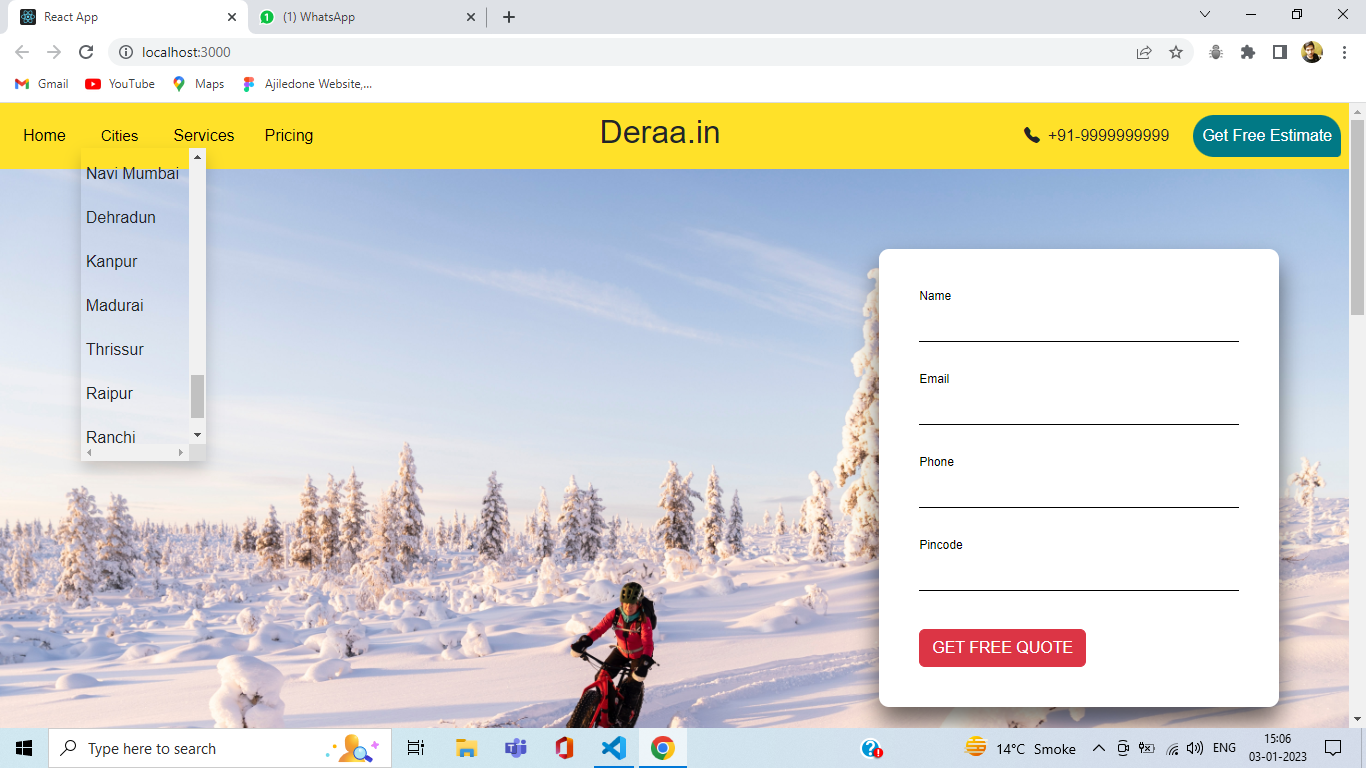 React App
(1) WhatsApp
localhost:3000
Gmail
YouTube
Maps
Ajiledone Website,...
Home
Cities
Services
Pricing
Deraa.in
+91-9999999999
Get Free Estimate
Navi Mumbai
Dehradun
Kanpur
Madurai
Thrissur
Raipur
Ranchi
Name
Email
Phone
Pincode
GET FREE QUOTE
Type here to search
14°C Smoke
ENG
15:06
03-01-2023